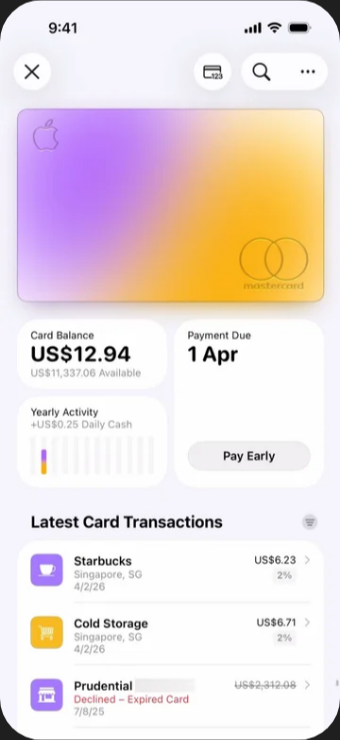 9:41
123
mastercard
Card Balance
US$12.94
US$11,337.06 Available
Payment Due
1 Apr
Yearly Activity
+US$0.25 Daily Cash
Pay Early
Latest Card Transactions
Starbucks
US$6.23
Singapore, SG
2%
4/2/26
Cold Storage
US$6.71
Singapore, SG
2%
4/2/26
Prudential
US$2,312.08
Declined – Expired Card
7/8/25